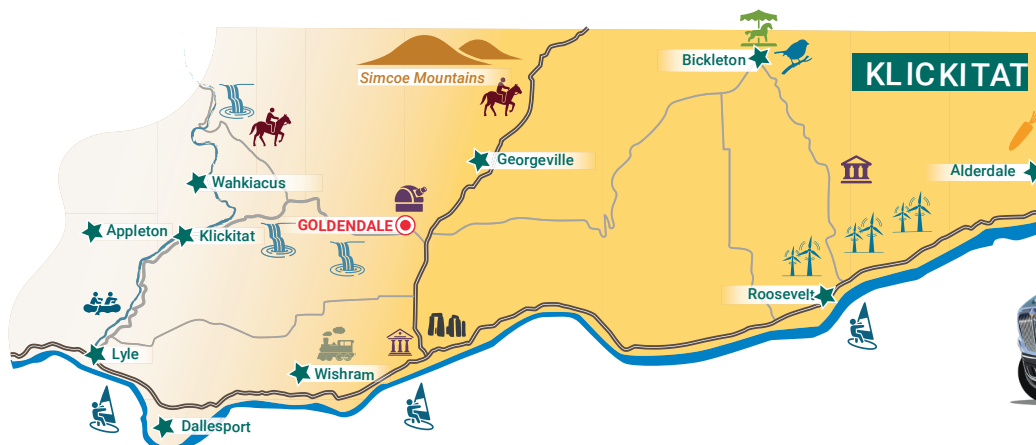 Bickleton
KLICKITAT
Simcoe Mountains
Georgeville
Alderdale
Wahkiacus
GOLDENDALE
Appleton
Klickitat
Roosevelt
Lyle
Wishram
Dallesport